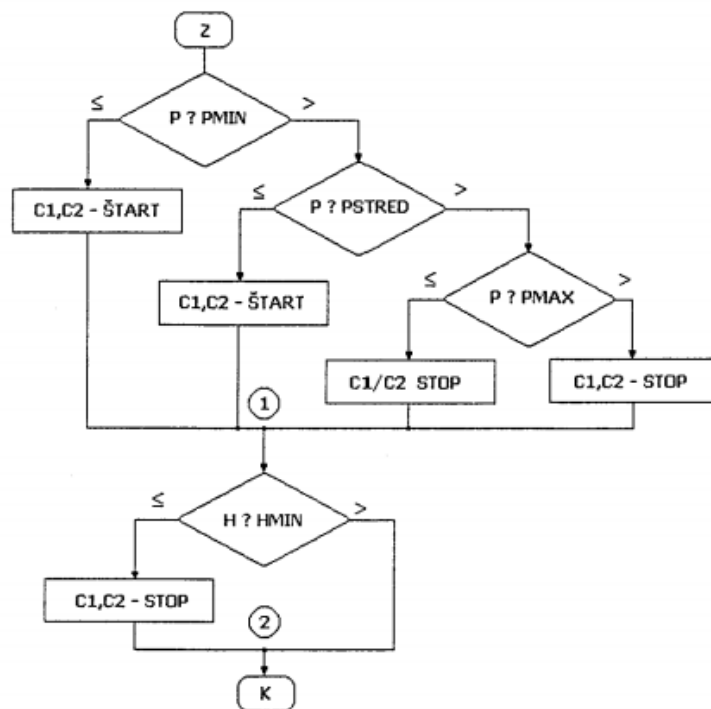 Z
≤
P ? PMIN
>
C1,C2 - ŠTART
≤
P ? PSTRED
>
C1,C2 - ŠTART
≤
P ? PMAX
>
C1/C2 STOP
C1,C2 - STOP
1
≤
H ? HMIN
>
C1,C2 - STOP
2
K